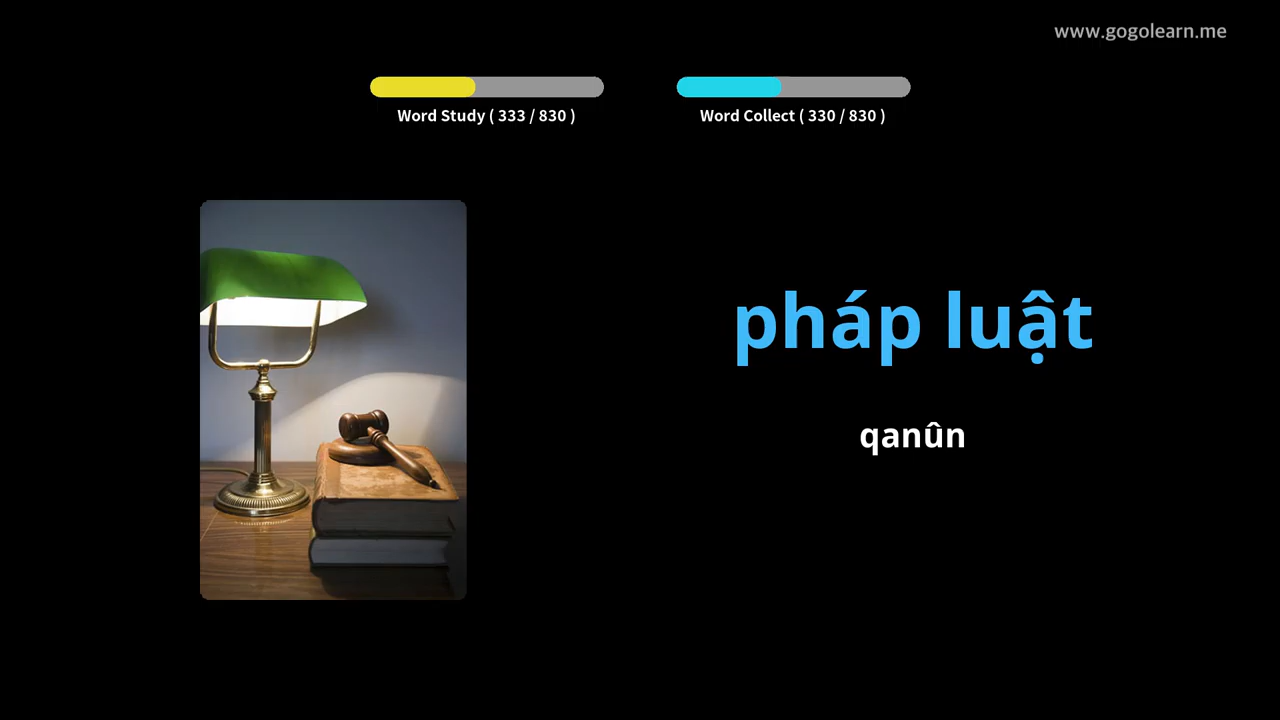 www.gogolearn.me
Word Study ( 333 / 830 )
Word Collect ( 330 / 830 )
pháp luật
qanûn